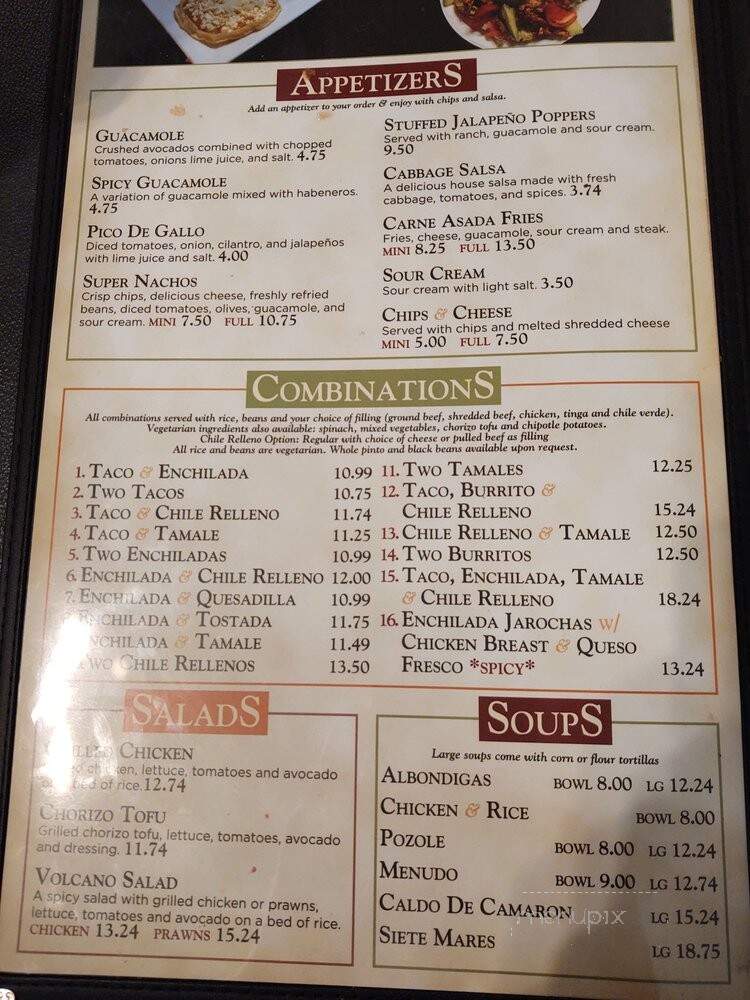 APPETIZERS
Add an appetizer to your order & enjoy with chips and salsa.
GUACAMOLE
Crushed avocados combined with chopped
tomatoes, onions lime juice, and salt. 4.75
SPICY GUACAMOLE
A variation of guacamole mixed with habeneros.
4.75
PICO DE GALLO
Diced tomatoes, onion, cilantro, and jalapeños
with lime juice and salt. 4.00
SUPER NACHOS
Crisp chips, delicious cheese, freshly refried
beans, diced tomatoes, olives, guacamole, and
sour cream. MINI 7.50 FULL 10.75
STUFFED JALAPEÑO POPPERS
Served with ranch, guacamole and sour cream.
9.50
CABBAGE SALSA
A delicious house salsa made with fresh
cabbage, tomatoes, and spices. 3.74
CARNE ASADA FRIES
Fries, cheese, guacamole, sour cream and steak.
MINI 8.25 FULL 13.50
SOUR CREAM
Sour cream with light salt. 3.50
CHIPS & CHEESE
Served with chips and melted shredded cheese
MINI 5.00 FULL 7.50
COMBINATIONS
All combinations served with rice, beans and your choice of filling (ground beef, shredded beef, chicken, tinga and chile verde).
Vegetarian ingredients also available: spinach, mixed vegetables, chorizo tofu and chipotle potatoes.
Chile Relleno Option: Regular with choice of cheese or pulled beef as filling
All rice and beans are vegetarian. Whole pinto and black beans available upon request.
1. TACO & ENCHILADA 10.99
2. TWO TACOS 10.75
3. TACO & CHILE RELLENO 11.74
4. TACO & TAMALE 11.25
5. TWO ENCHILADAS 10.99
6. ENCHILADA & CHILE RELLENO 12.00
7. ENCHILADA & QUESADILLA 10.99
ENCHILADA & TOSTADA 11.75
ENCHILADA & TAMALE 11.49
TWO CHILE RELLENOS 13.50
11. TWO TAMALES 12.25
12. TACO, BURRITO &
CHILE RELLENO 15.24
13. CHILE RELLENO & TAMALE 12.50
14. TWO BURRITOS 12.50
15. TACO, ENCHILADA, TAMALE
& CHILE RELLENO 18.24
16. ENCHILADA JAROCHAS W/
CHICKEN BREAST & QUESO
FRESCO *SPICY* 13.24
SALADS
CHICKEN
chicken, lettuce, tomatoes and avocado
bed of rice. 12.74
CHORIZO TOFU
Grilled chorizo tofu, lettuce, tomatoes, avocado
and dressing. 11.74
VOLCANO SALAD
A spicy salad with grilled chicken or prawns,
lettuce, tomatoes and avocado on a bed of rice.
CHICKEN 13.24 PRAWNS 15.24
SOUPS
Large soups come with corn or flour tortillas
ALBONDIGAS BOWL 8.00 LG 12.24
CHICKEN & RICE BOWL 8.00
POZOLE BOWL 8.00 LG 12.24
MENUDO BOWL 9.00 LG 12.74
CALDO DE CAMARON LG 15.24
menupix
SIETE MARES LG 18.75